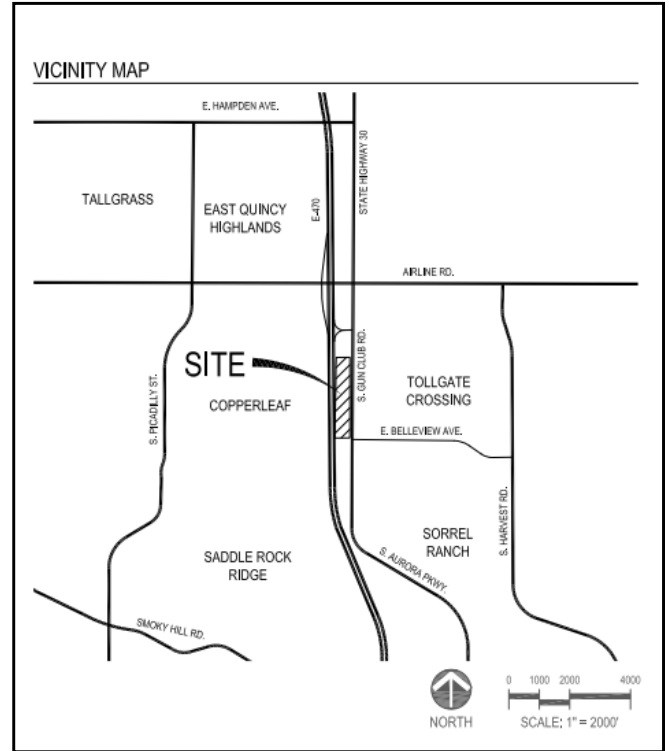 VICINITY MAP
E. HAMPDEN AVE.
STATE HIGHWAY 30
TALLGRASS
EAST QUINCY
HIGHLANDS
E-470
AIRLINE RD.
S. GUN CLUB RD.
SITE
S. PICADILLY ST.
COPPERLEAF
TOLLGATE
CROSSING
E. BELLEVIEW AVE.
S. HARVEST RD.
SORREL
RANCH
SADDLE ROCK
RIDGE
S. AURORA PKWY.
SMOKY HILL RD.
NORTH
0 1000 2000 4000
SCALE: 1" = 2000'